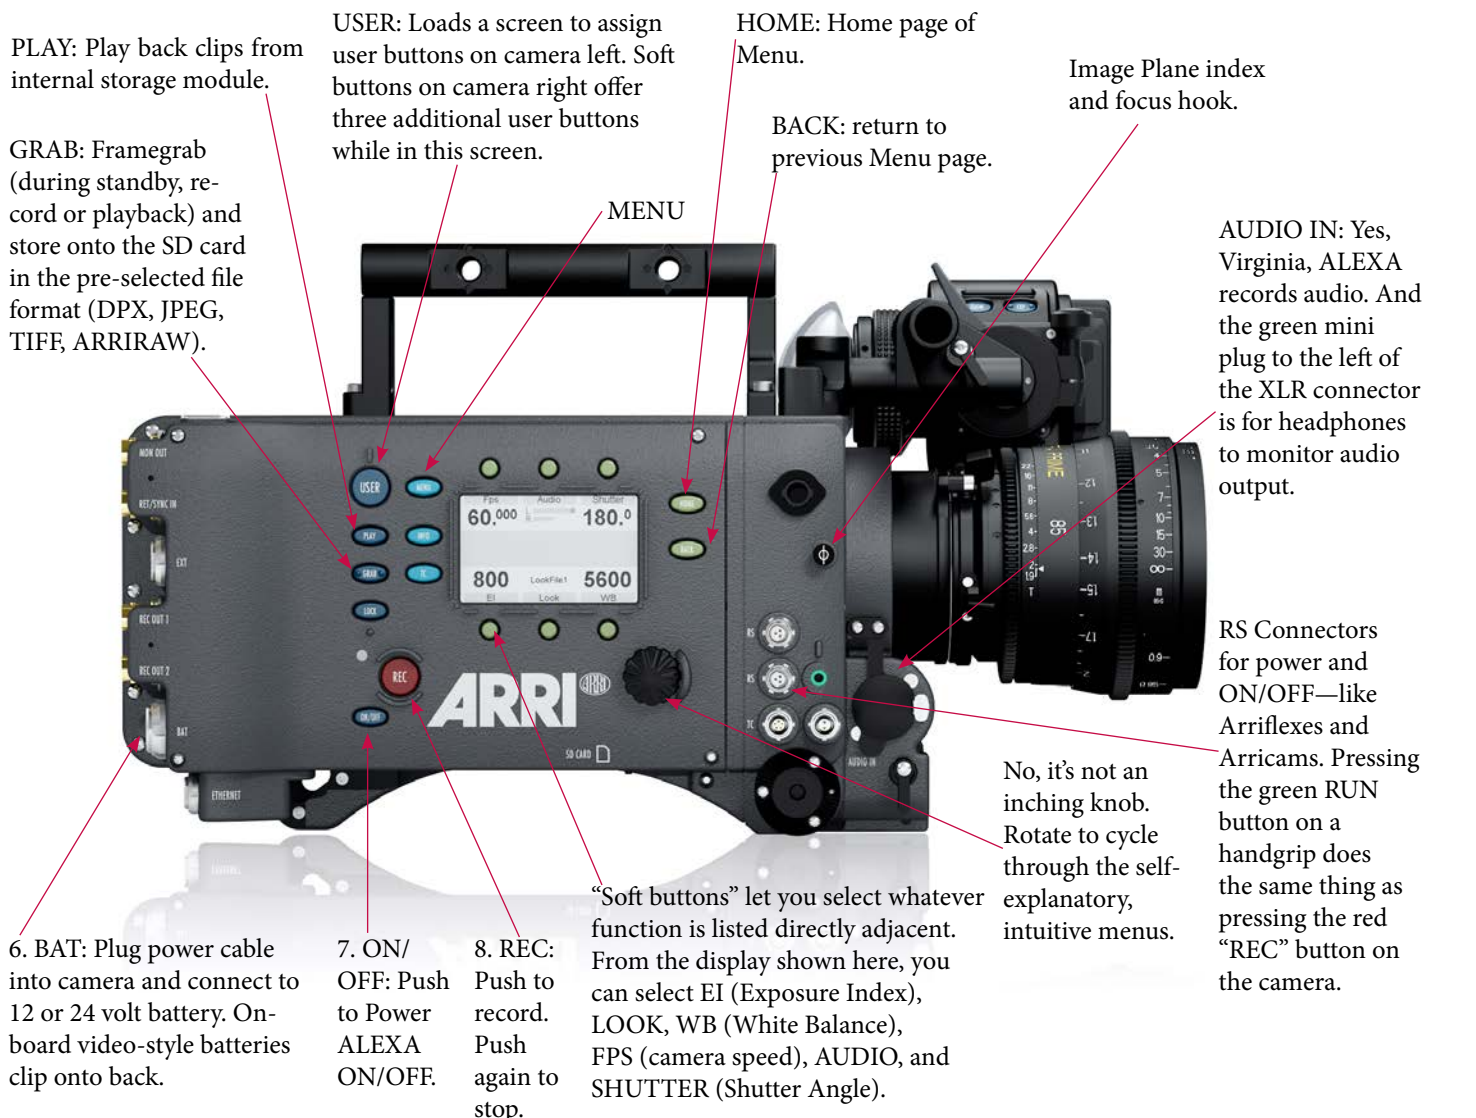 PLAY: Play back clips from
internal storage module.
USER: Loads a screen to assign
user buttons on camera left. Soft
buttons on camera right offer
three additional user buttons
while in this screen.
HOME: Home page of
Menu.
Image Plane index
and focus hook.
BACK: return to
previous Menu page.
GRAB: Framegrab
(during standby, re-
cord or playback) and
store onto the SD card
in the pre-selected file
format (DPX, JPEG,
TIFF, ARRIRAW).
MENU
AUDIO IN: Yes,
Virginia, ALEXA
records audio. And
the green mini
plug to the left of
the XLR connector
is for headphones
to monitor audio
output.
MON OUT
RET/SYNC IN
EXT
REC OUT 1
REC OUT 2
BAT
ETHERNET
USER
MENU
PLAY
INFO
GRAB
TC
LOCK
REC
ON/OFF
Fps Audio Shutter
60.000 180.0
800 LookFile1 5600
EI Look WB
HOME
BACK
ARRI
ARRI
SD CARD
RS
RS
TC
AUDIO IN
85
RS Connectors
for power and
ON/OFF—like
Arriflexes and
Arricams. Pressing
the green RUN
button on a
handgrip does
the same thing as
pressing the red
“REC” button on
the camera.
No, it’s not an
inching knob.
Rotate to cycle
through the self-
explanatory,
intuitive menus.
“Soft buttons” let you select whatever
function is listed directly adjacent.
From the display shown here, you
can select EI (Exposure Index),
LOOK, WB (White Balance),
FPS (camera speed), AUDIO, and
SHUTTER (Shutter Angle).
6. BAT: Plug power cable
into camera and connect to
12 or 24 volt battery. On-
board video-style batteries
clip onto back.
7. ON/
OFF: Push
to Power
ALEXA
ON/OFF.
8. REC:
Push to
record.
Push
again to
stop.